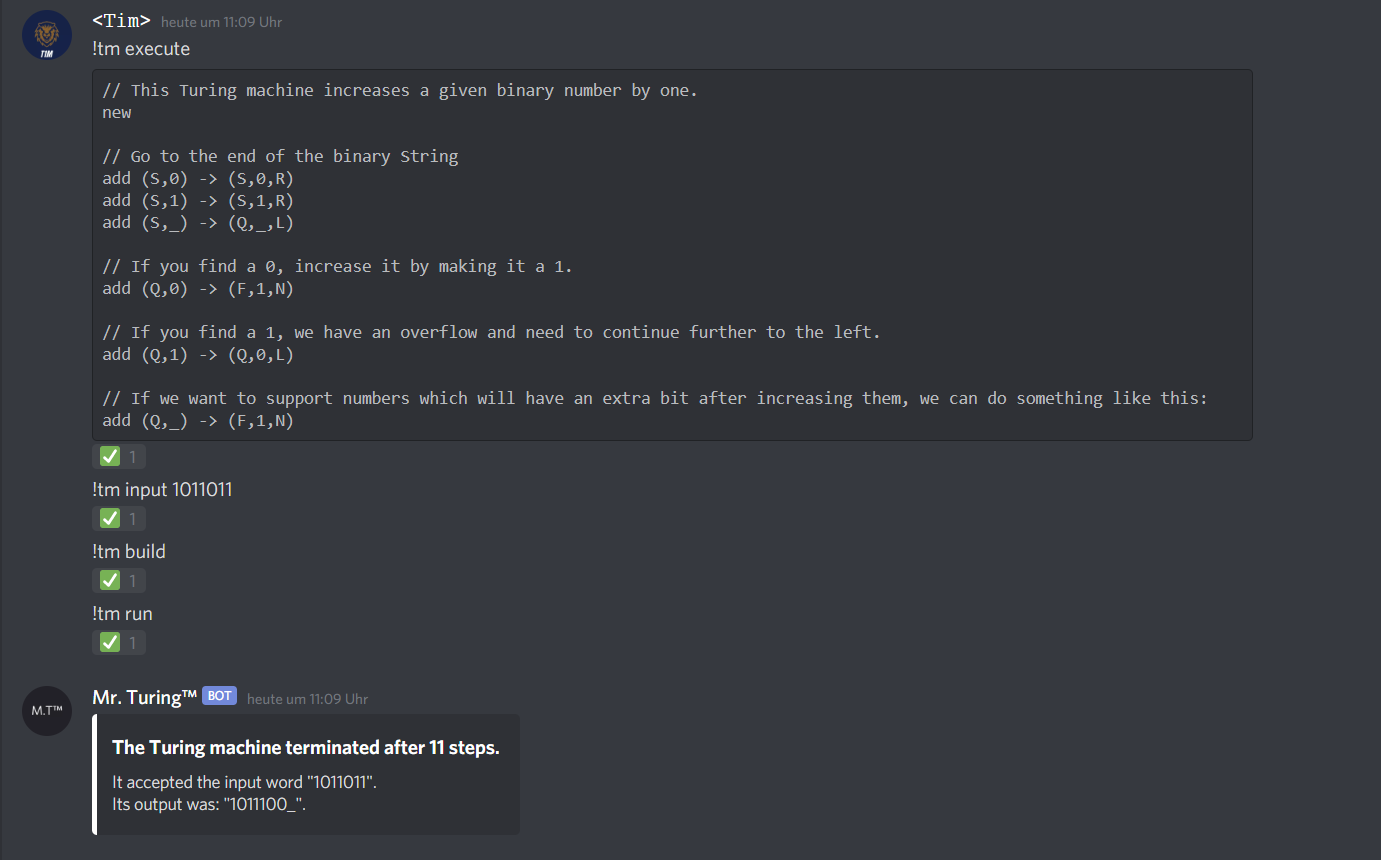 <Tim> heute um 11:09 Uhr
TIM
!tm execute
// This Turing machine increases a given binary number by one.
new
// Go to the end of the binary String
add (S,0) -> (S,0,R)
add (S,1) -> (S,1,R)
add (S,_) -> (Q,_,L)
// If you find a 0, increase it by making it a 1.
add (Q,0) -> (F,1,N)
// If you find a 1, we have an overflow and need to continue further to the left.
add (Q,1) -> (Q,0,L)
// If we want to support numbers which will have an extra bit after increasing them, we can do something like this:
add (Q,_) -> (F,1,N)
1
!tm input 1011011
1
!tm build
1
!tm run
1
Mr. Turing™ BOT heute um 11:09 Uhr
M.T™
The Turing machine terminated after 11 steps.
It accepted the input word "1011011".
Its output was: "1011100_".